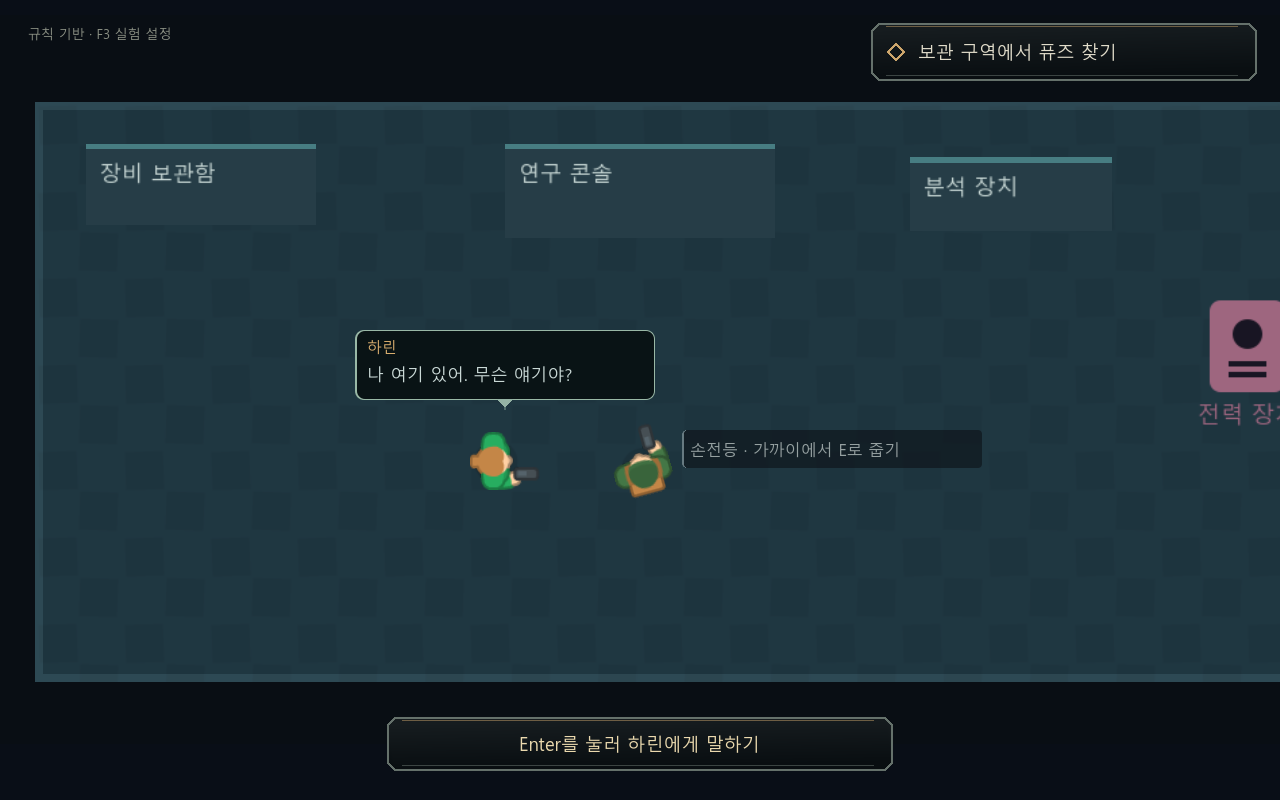 규칙 기반 · F3 실험 설정
보관 구역에서 퓨즈 찾기
장비 보관함
연구 콘솔
분석 장치
하린
나 여기 있어. 무슨 얘기야?
전력 장
손전등 · 가까이에서 E로 줍기
Enter를 눌러 하린에게 말하기